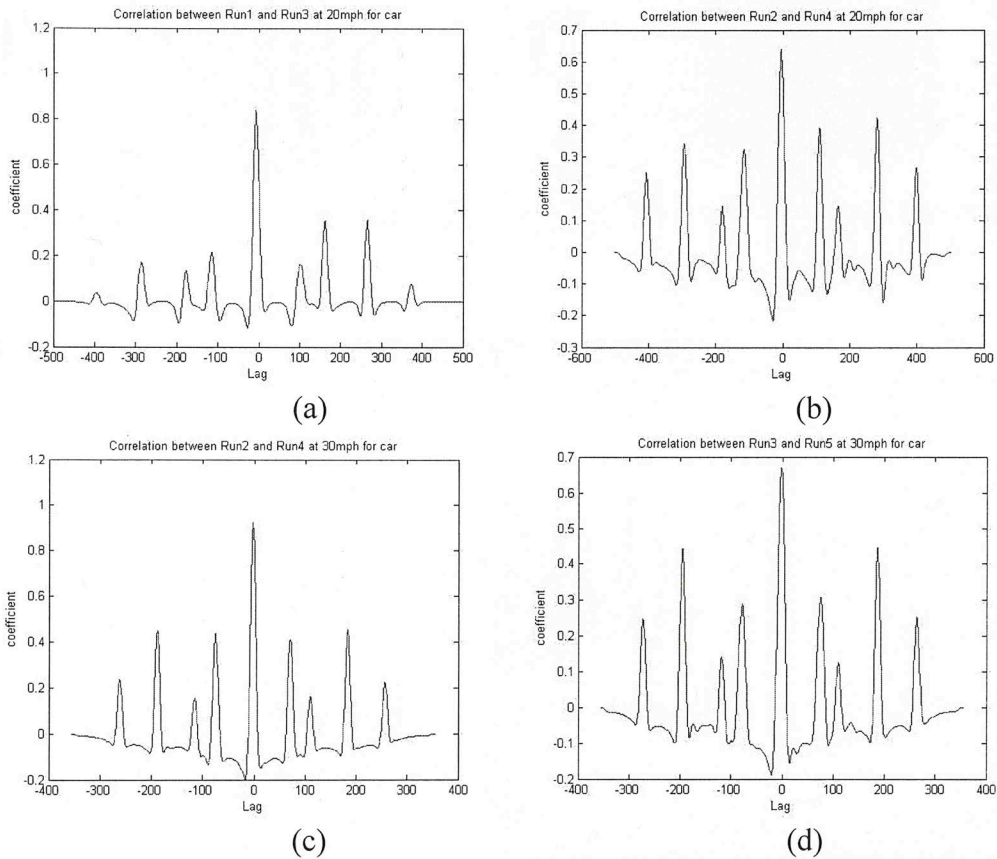 Correlation between Run1 and Run3 at 20mph for car
1.2
1
0.8
0.6
0.4
0.2
0
-0.2
coefficient
-500 -400 -300 -200 -100 0 100 200 300 400 500
Lag
(a)
Correlation between Run2 and Run4 at 20mph for car
0.7
0.6
0.5
0.4
0.3
0.2
0.1
0
-0.1
-0.2
-0.3
coefficient
-600 -400 -200 0 200 400 600
Lag
(b)
Correlation between Run2 and Run4 at 30mph for car
1.2
1
0.8
0.6
0.4
0.2
0
-0.2
coefficient
-400 -300 -200 -100 0 100 200 300 400
Lag
(c)
Correlation between Run3 and Run5 at 30mph for car
0.7
0.6
0.5
0.4
0.3
0.2
0.1
0
-0.1
-0.2
coefficient
-400 -300 -200 -100 0 100 200 300 400
Lag
(d)